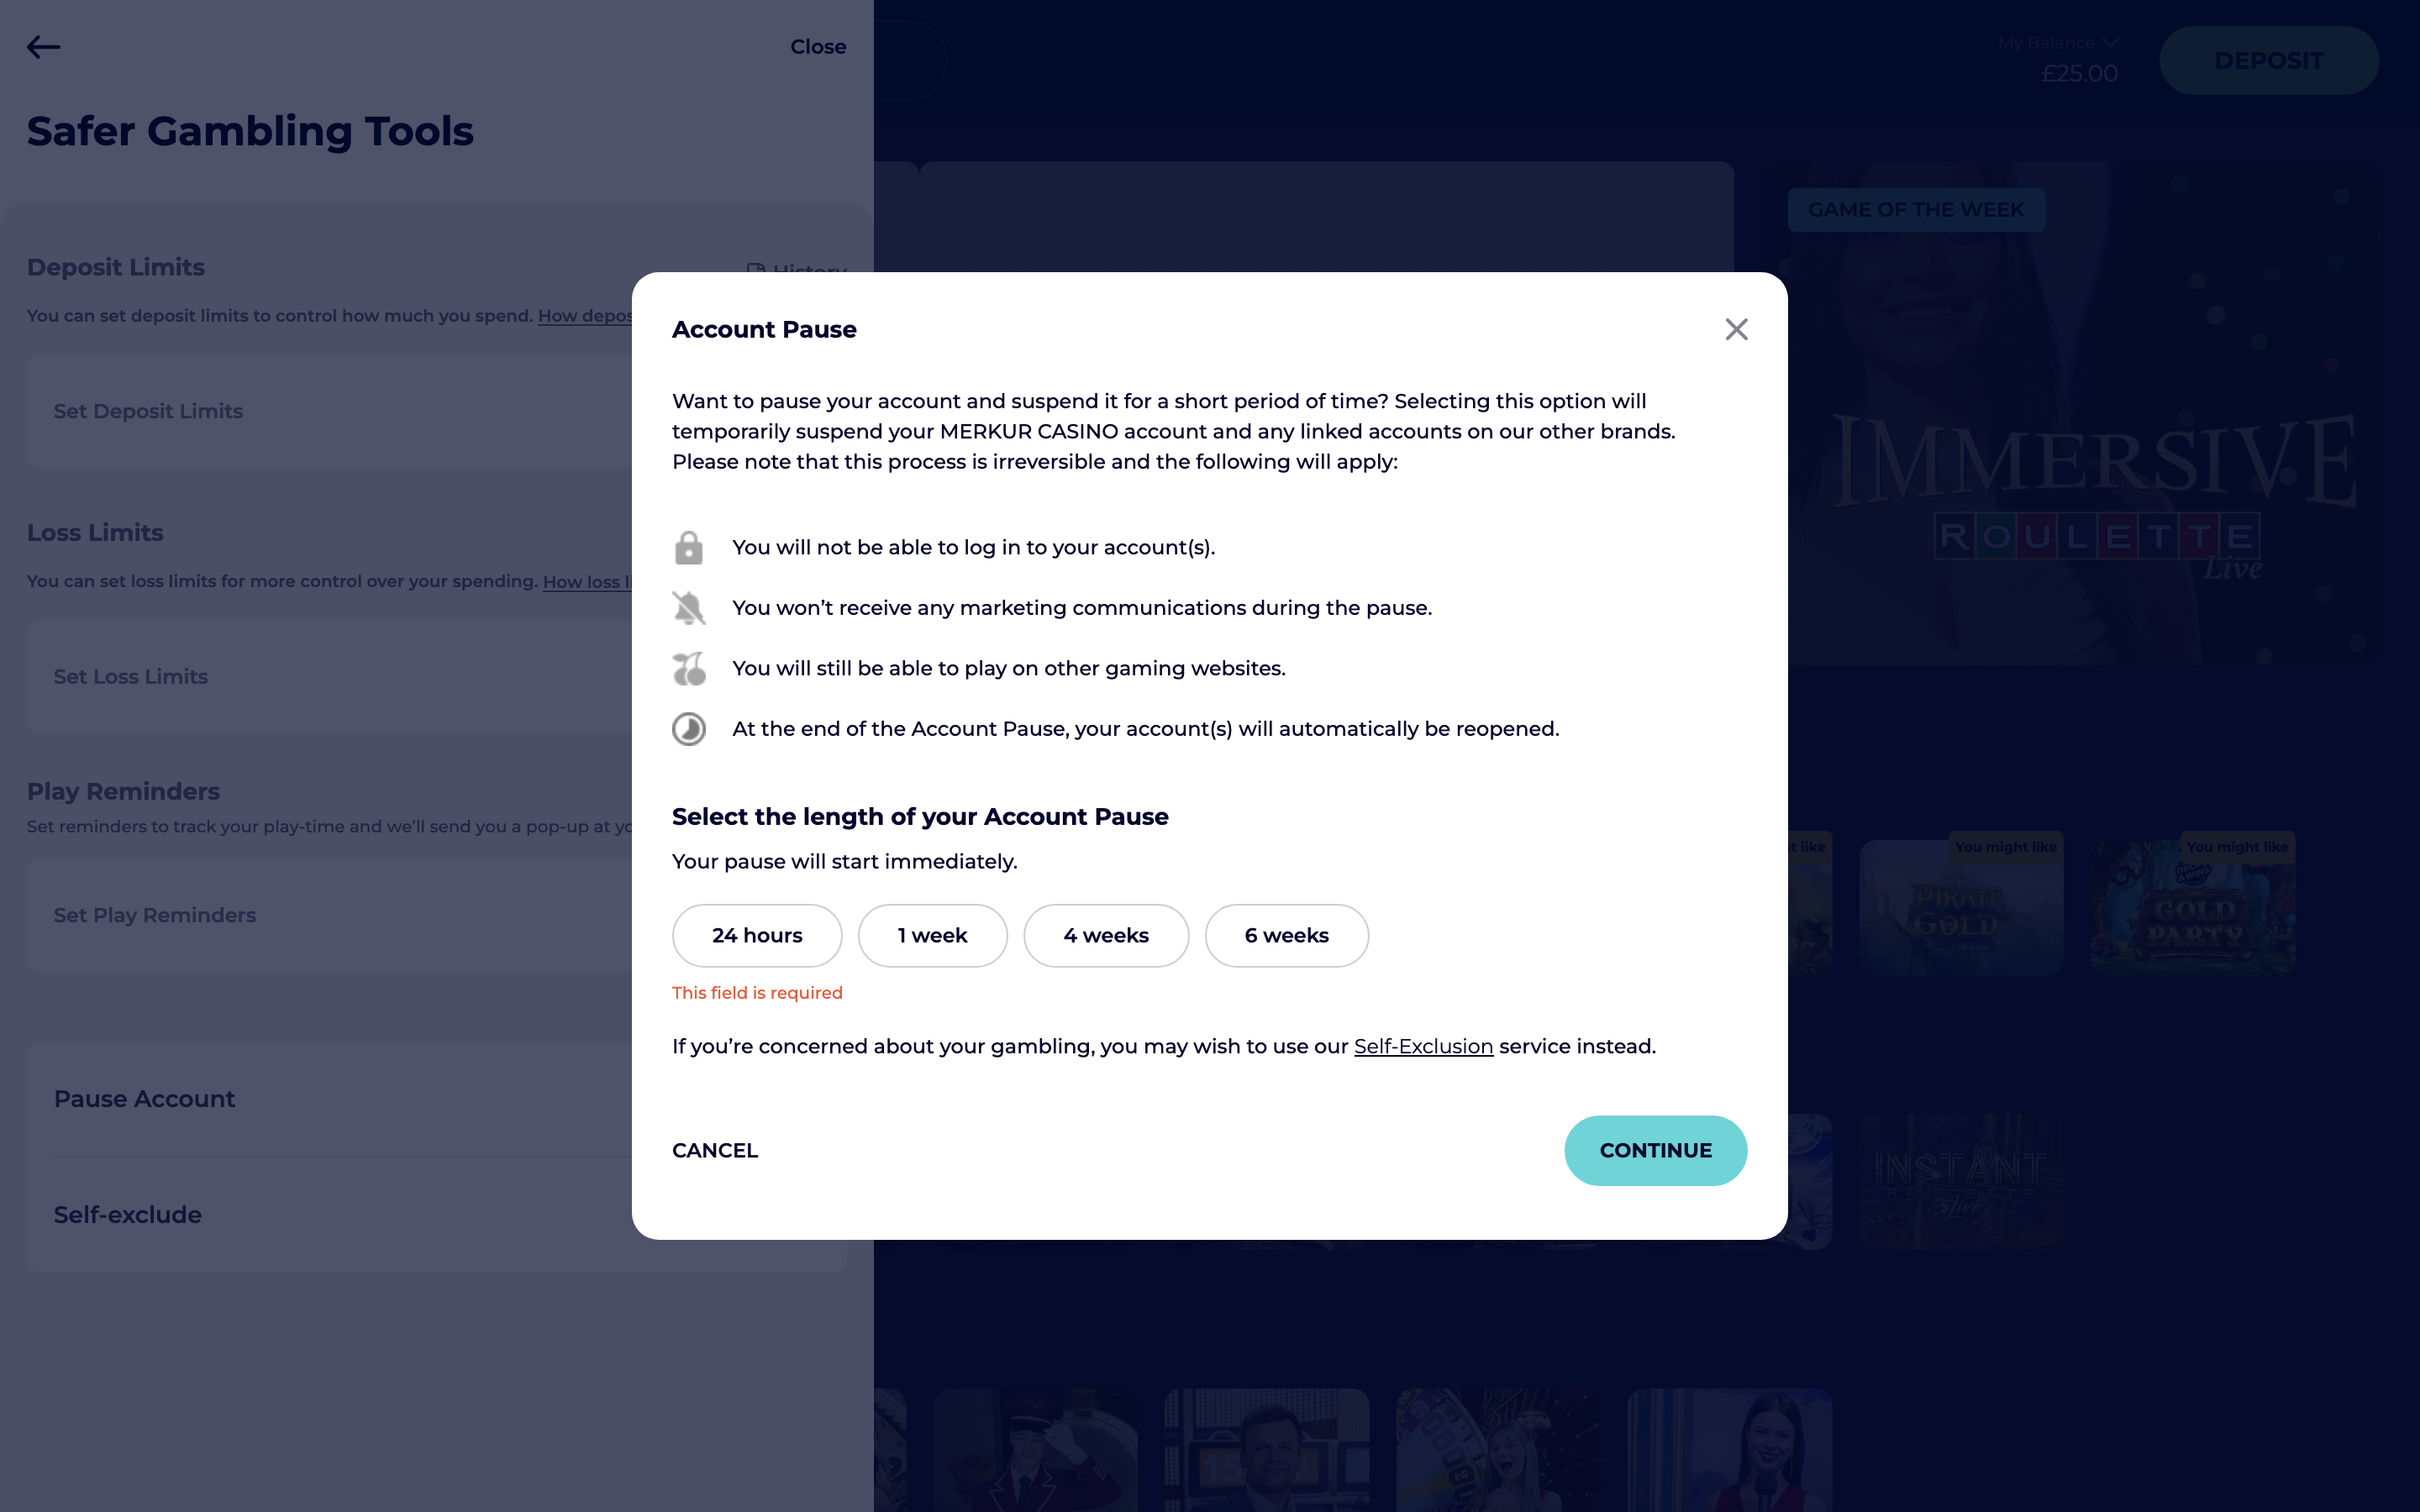 Close
My Balance
£25.00
DEPOSIT
Safer Gambling Tools
GAME OF THE WEEK
Deposit Limits
History
You can set deposit limits to control how much you spend. How depos
Set Deposit Limits
Loss Limits
You can set loss limits for more control over your spending. How loss li
Set Loss Limits
Play Reminders
Set reminders to track your play-time and we'll send you a pop-up at yo
Set Play Reminders
Pause Account
Self-exclude
Account Pause
Want to pause your account and suspend it for a short period of time? Selecting this option will
temporarily suspend your MERKUR CASINO account and any linked accounts on our other brands.
Please note that this process is irreversible and the following will apply:
You will not be able to log in to your account(s).
You won’t receive any marketing communications during the pause.
You will still be able to play on other gaming websites.
At the end of the Account Pause, your account(s) will automatically be reopened.
Select the length of your Account Pause
Your pause will start immediately.
24 hours
1 week
4 weeks
6 weeks
This field is required
If you’re concerned about your gambling, you may wish to use our Self-Exclusion service instead.
CANCEL
CONTINUE
IMMERSIVE
ROULETTE
Live
t like
You might like
You might like
PIRATE
GOLD
GOLD
PARTY
INSTANT
ROULETTE
live